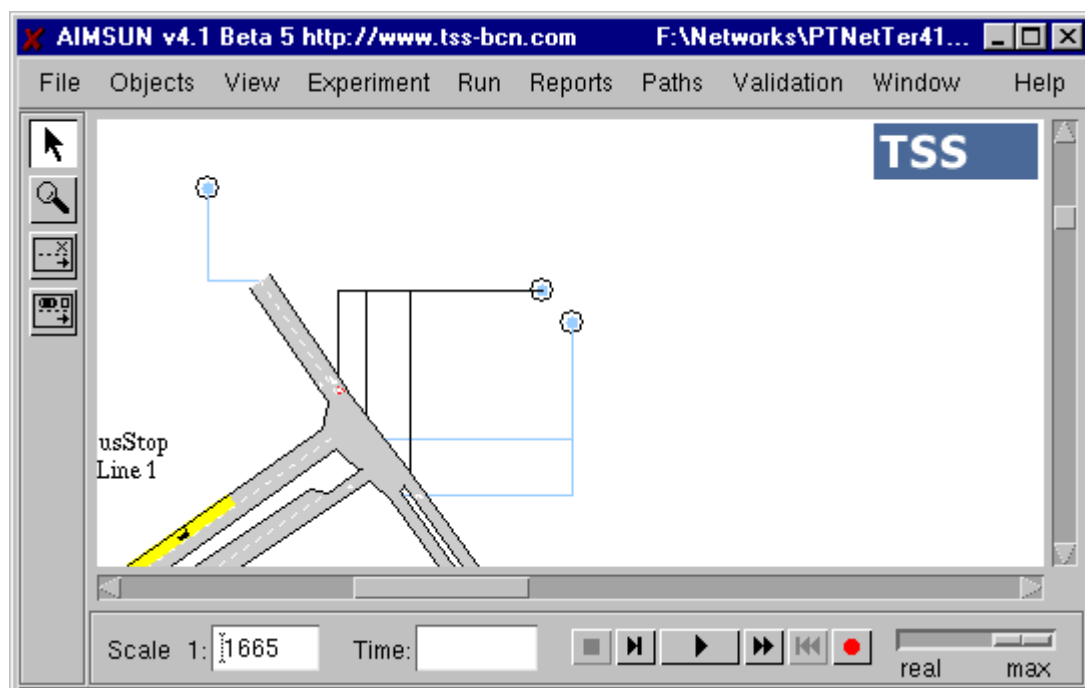 AIMSUN v4.1 Beta 5 http://www.tss-bcn.com F:\Networks\PTNetTer41...
File Objects View Experiment Run Reports Paths Validation Window Help
TSS
usStop
Line 1
Scale 1: 1665 Time:
real max